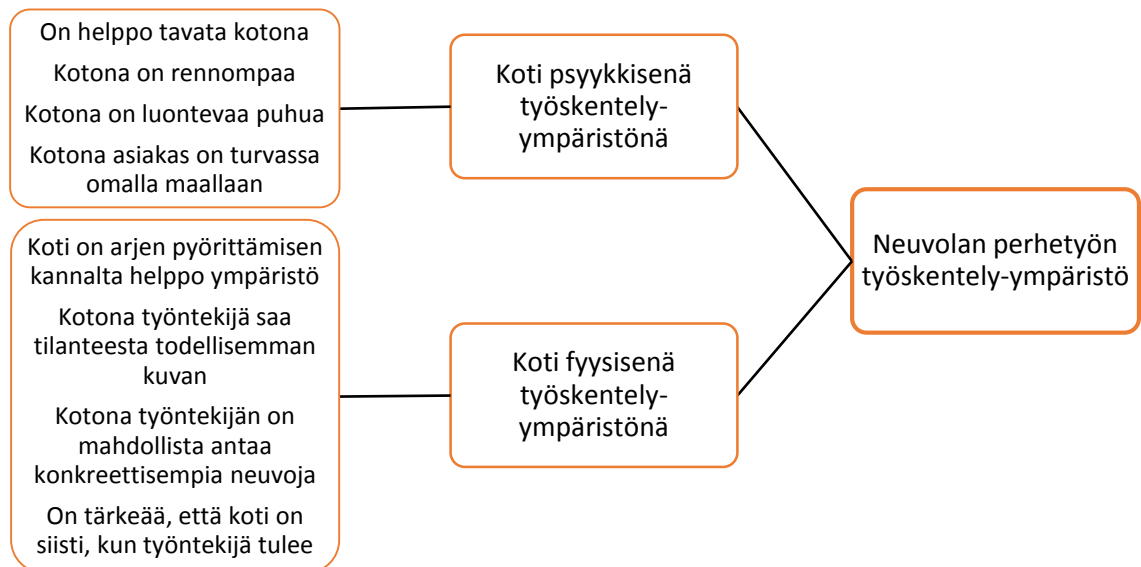 On helppo tavata kotona
Kotona on rennompaa
Kotona on luontevaa puhua
Kotona asiakas on turvassa
omalla maallaan
Koti on arjen pyörittämisen
kannalta helppo ympäristö
Kotona työntekijä saa
tilanteesta todellisemman
kuvan
Kotona työntekijän on
mahdollista antaa
konkreettisempia neuvoja
On tärkeää, että koti on
siisti, kun työntekijä tulee
Koti psyykkisenä
työskentely-
ympäristönä
Koti fyysisenä
työskentely-
ympäristönä
Neuvolan perhetyön
työskentely-ympäristö